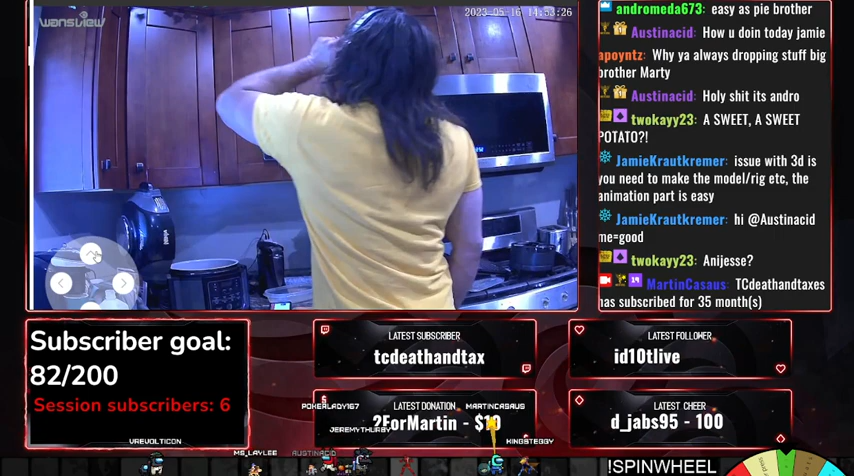 wansview
2023-05-16 14:53:26
andromeda673: easy as pie brother
Austinacid: How u doin today jamie
apoyntz: Why ya always dropping stuff big
brother Marty
Austinacid: Holy shit its andro
twokayy23: A SWEET, A SWEET
POTATO?!
JamieKrautkremer: issue with 3d is
you need to make the model/rig etc, the
animation part is easy
JamieKrautkremer: hi @Austinacid
me=good
twokayy23: Anijesse?
MartinCasaus: TCdeathandtaxes
has subscribed for 35 month(s)
Subscriber goal:
82/200
Session subscribers: 6
LATEST SUBSCRIBER
tcdeathandtax
LATEST FOLLOWER
id10tlive
LATEST DONATION
2ForMartin - $10
LATEST CHEER
d_jabs95 - 100
POKERLADY167
MARTINCASAUS
JEREMYTHURBY
VREVOLTICON
KINGSTEGGY
MS_LAYLEE
AUSTINACID
!SPINWHEEL